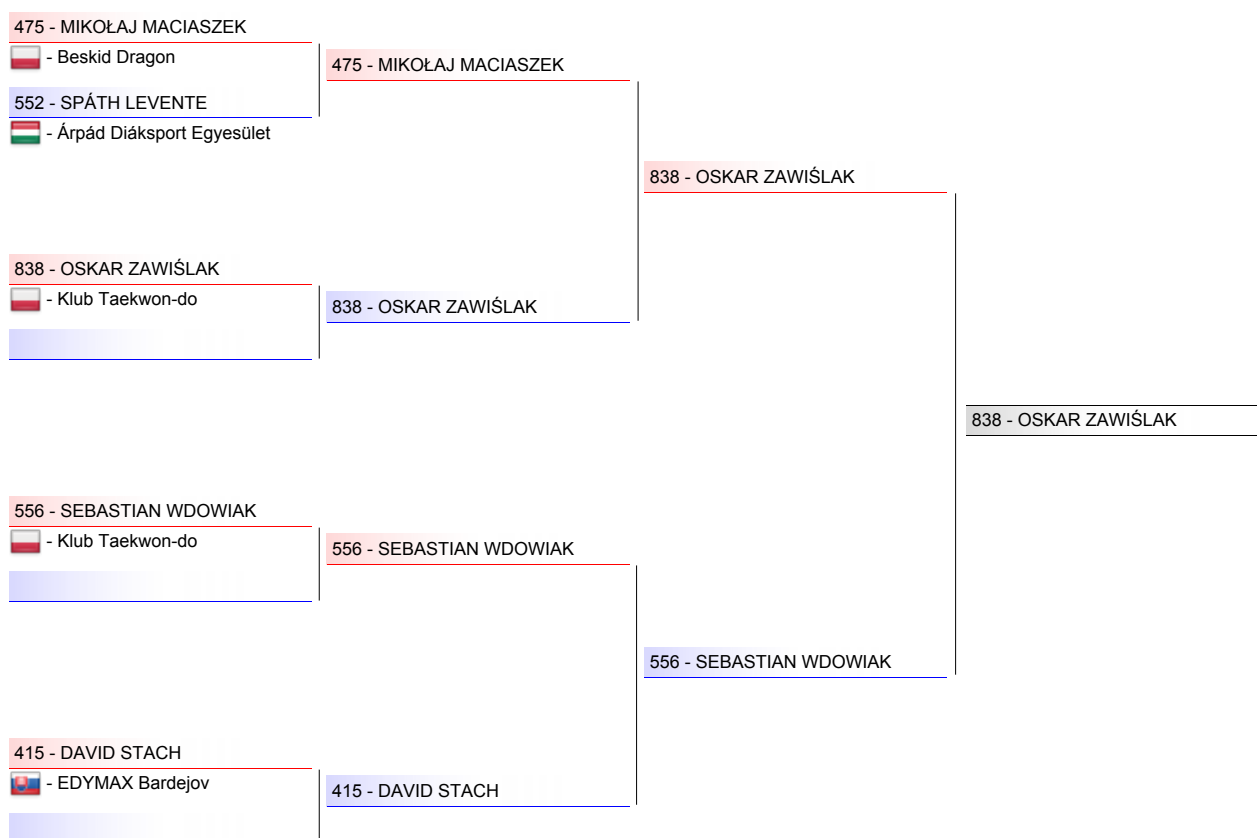 475 - MIKOŁAJ MACIASZEK
- Beskid Dragon
552 - SPÁTH LEVENTE
- Árpád Diáksport Egyesület
475 - MIKOŁAJ MACIASZEK
838 - OSKAR ZAWIŚLAK
838 - OSKAR ZAWIŚLAK
- Klub Taekwon-do
838 - OSKAR ZAWIŚLAK
838 - OSKAR ZAWIŚLAK
556 - SEBASTIAN WDOWIAK
- Klub Taekwon-do
556 - SEBASTIAN WDOWIAK
556 - SEBASTIAN WDOWIAK
415 - DAVID STACH
- EDYMAX Bardejov
415 - DAVID STACH